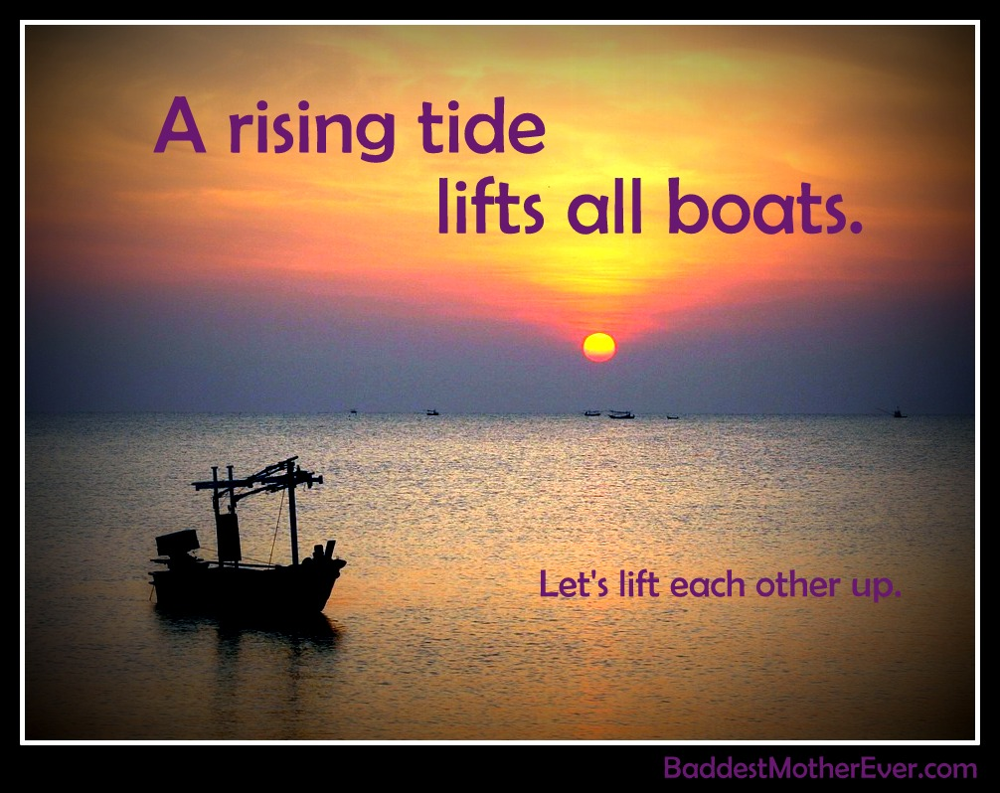 A rising tide
lifts all boats.
Let's lift each other up.
BaddestMotherEver.com